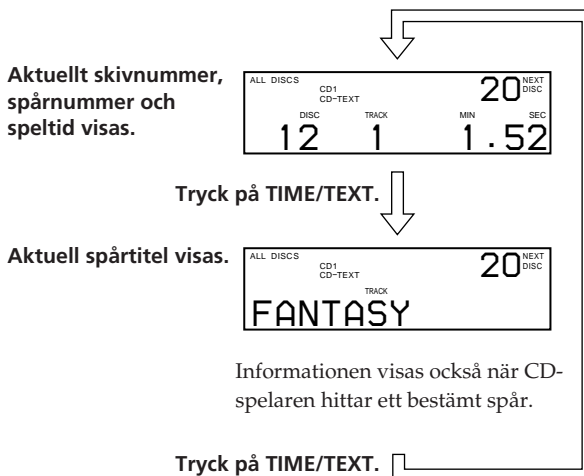 Aktuellt skivnummer,
spårnummer och
speltid visas.
ALL DISCS
CD1
CD-TEXT
20
NEXT
DISC
DISC TRACK MIN SEC
12 1 1.52
Tryck på TIME/TEXT.
Aktuell spårtitel visas.
ALL DISCS
CD1
CD-TEXT
20
NEXT
DISC
TRACK
FANTASY
Informationen visas också när CD-
spelaren hittar ett bestämt spår.
Tryck på TIME/TEXT.